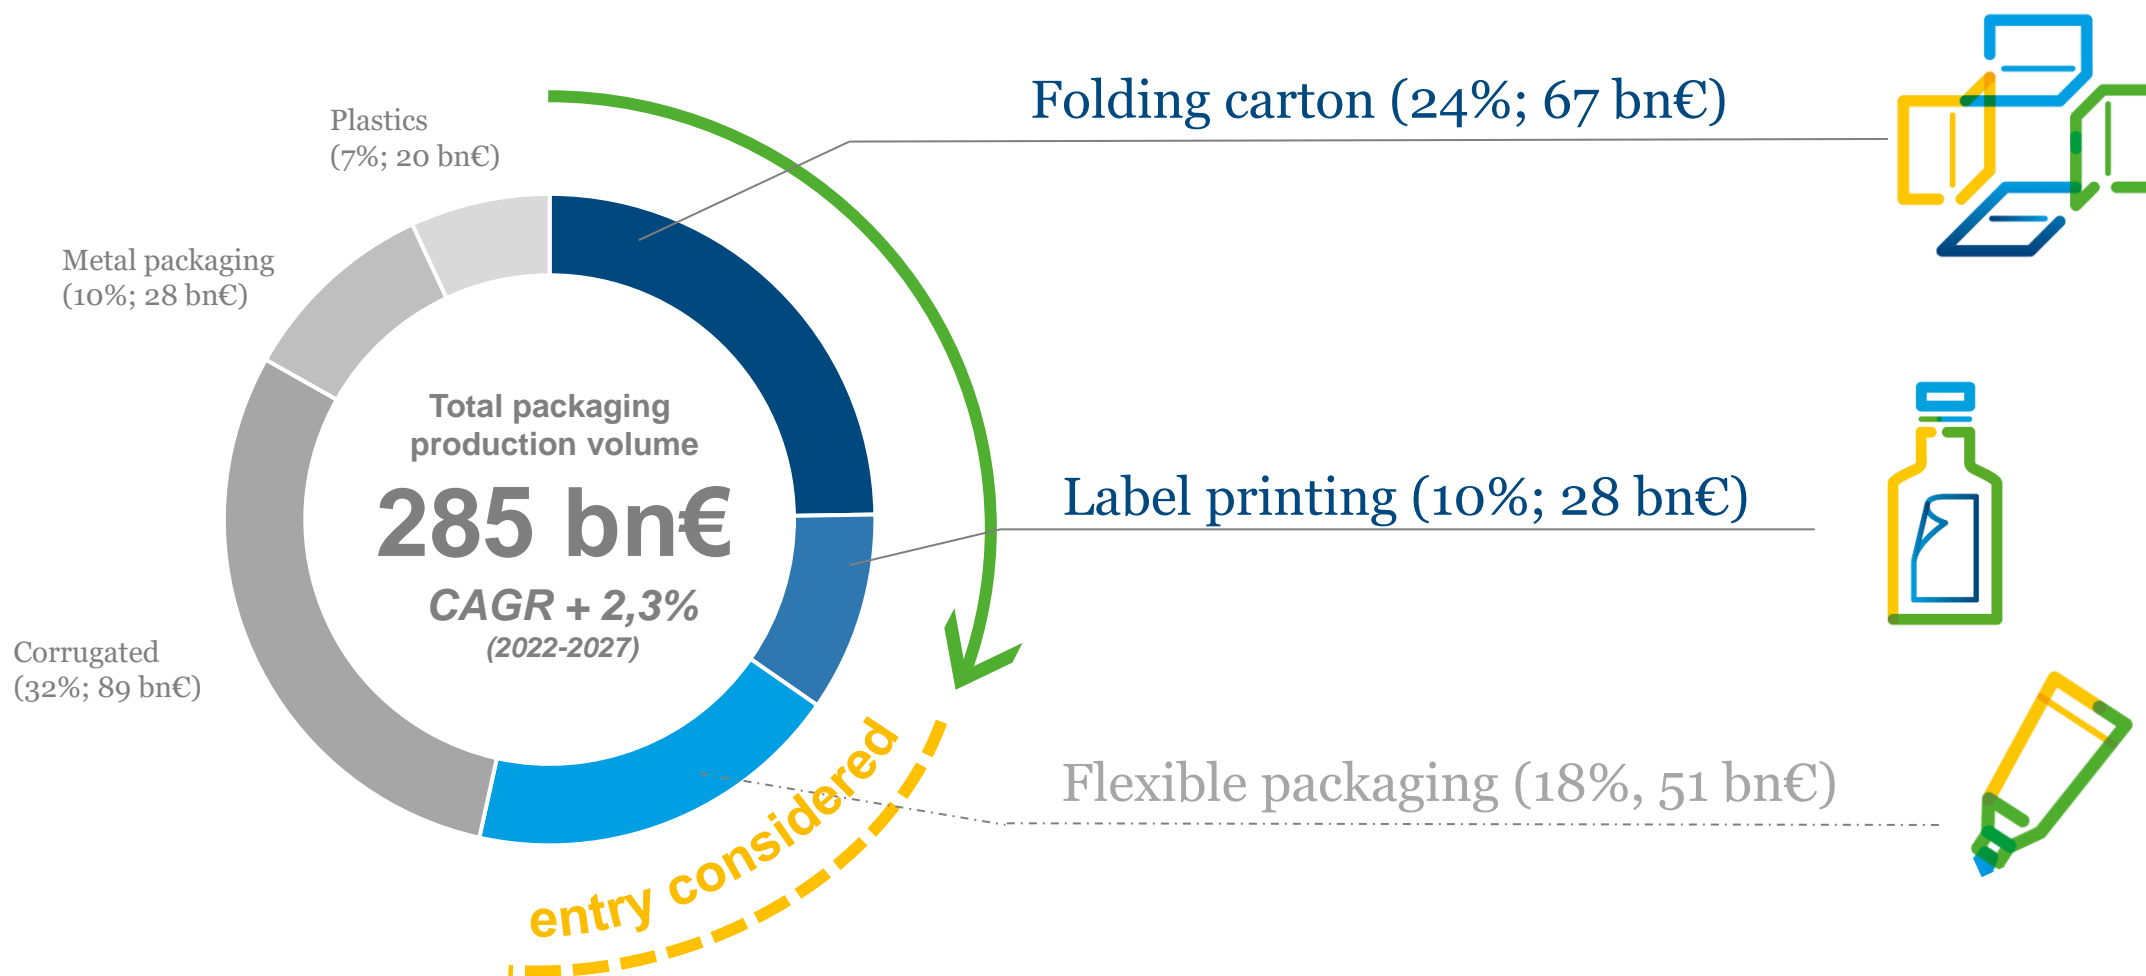 Folding carton (24%; 67 bn€)
Plastics
(7%; 20 bn€)
Metal packaging
(10%; 28 bn€)
Total packaging
production volume
285 bn€
CAGR + 2,3%
(2022-2027)
Label printing (10%; 28 bn€)
Corrugated
(32%; 89 bn€)
Flexible packaging (18%, 51 bn€)
entry considered